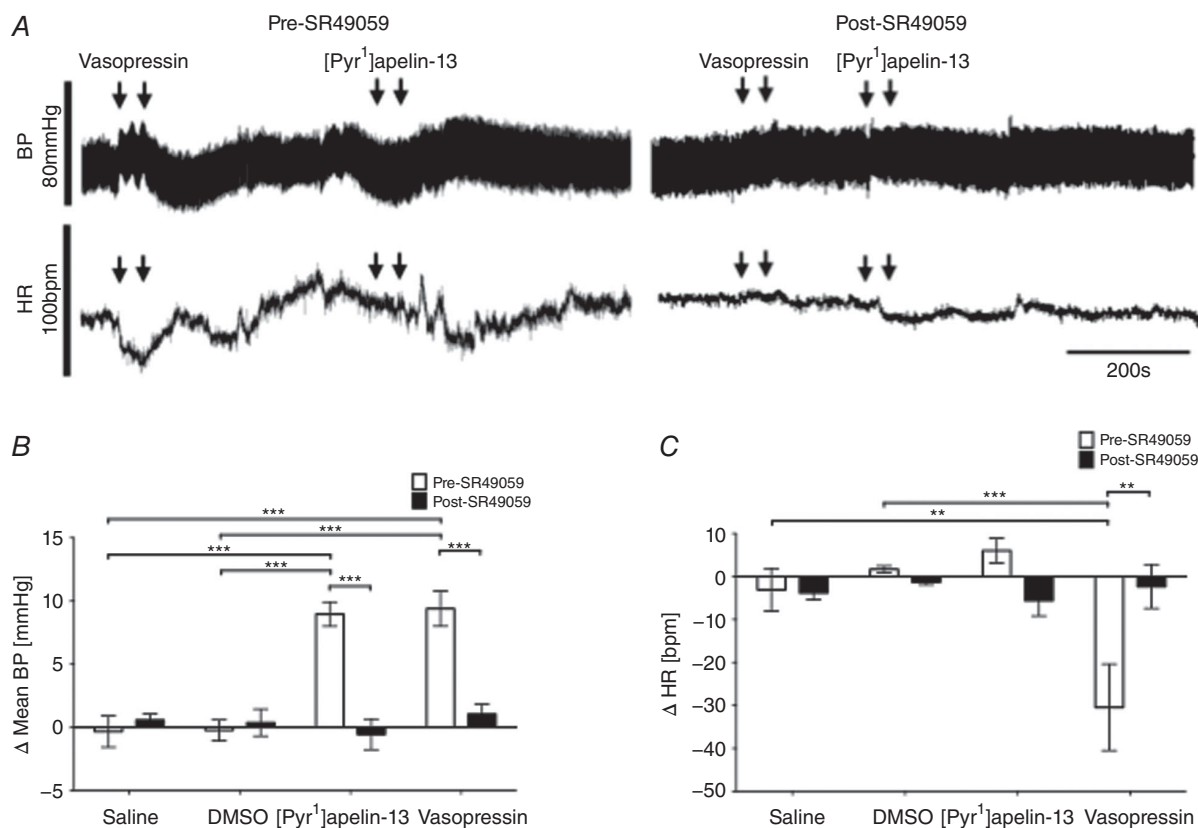 A
Pre-SR49059
Post-SR49059
Vasopressin
[Pyr¹]apelin-13
Vasopressin
[Pyr¹]apelin-13
BP
80mmHg
HR
100bpm
200s
B
Pre-SR49059
Post-SR49059
***
***
***
***
***
***
15
10
5
0
−5
Δ Mean BP [mmHg]
Saline DMSO [Pyr¹]apelin-13 Vasopressin
C
Pre-SR49059
Post-SR49059
**
***
**
10
0
−10
−20
−30
−40
−50
Δ HR [bpm]
Saline DMSO [Pyr¹]apelin-13 Vasopressin